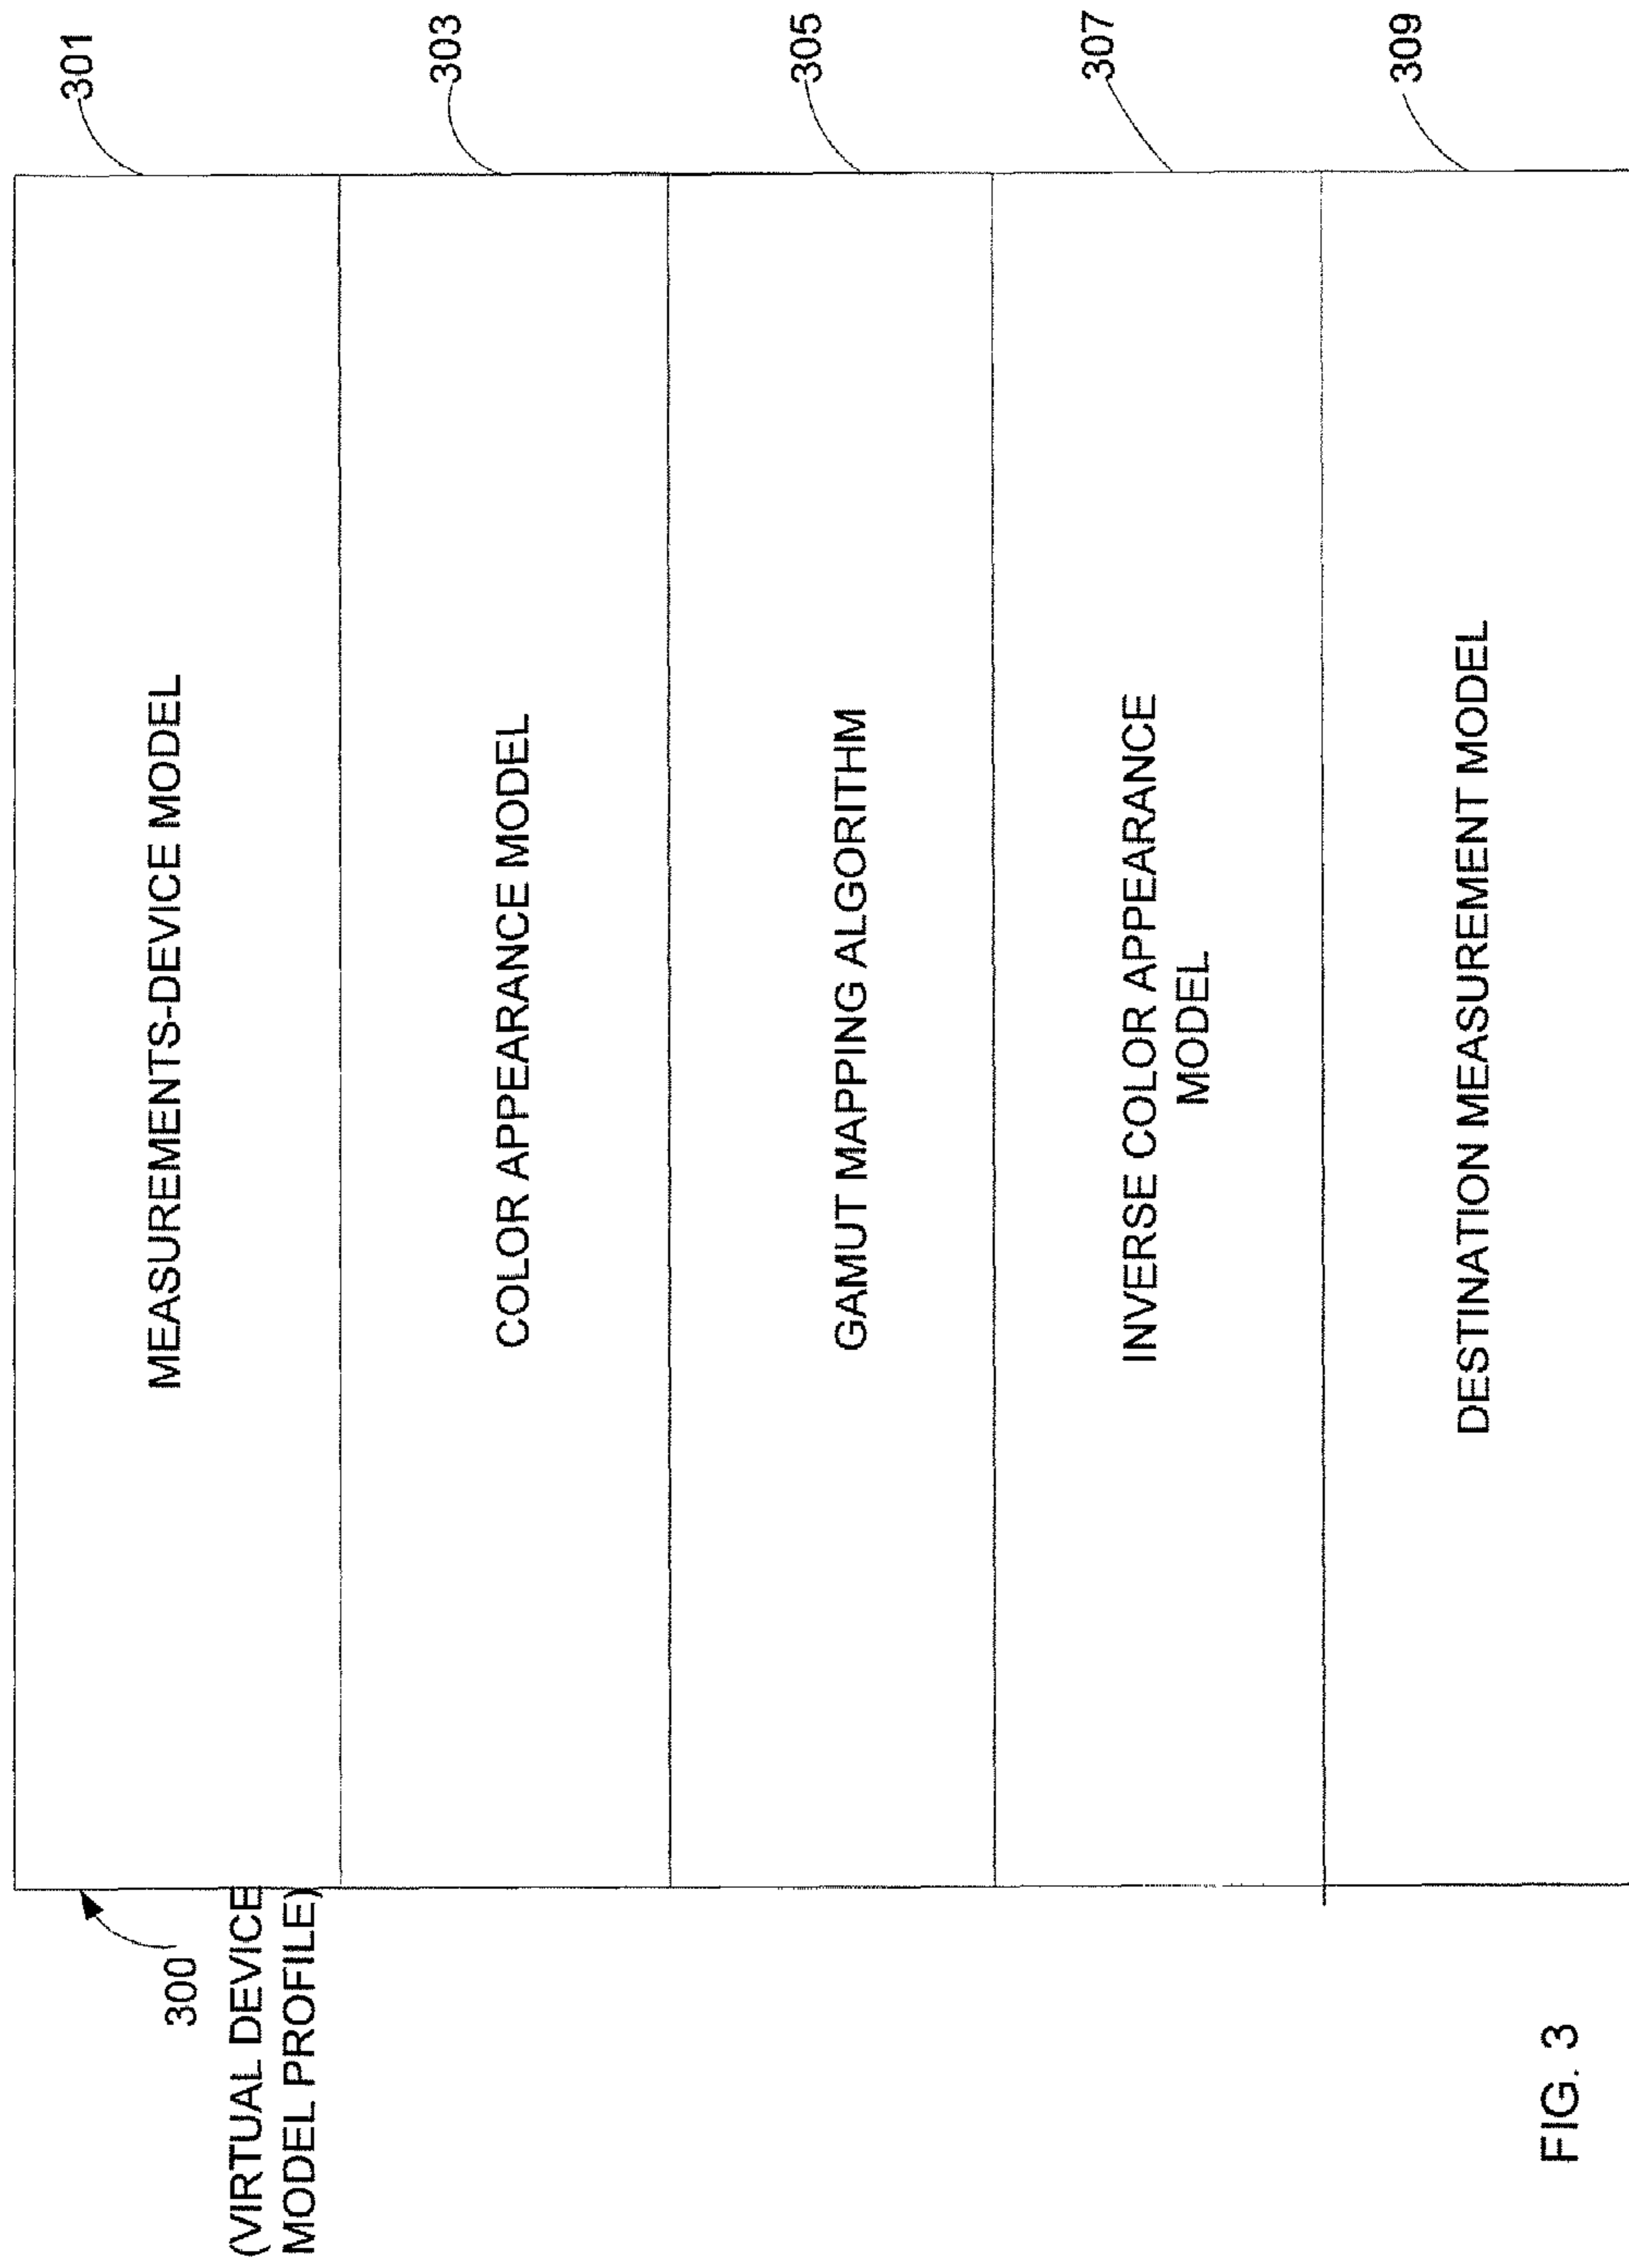 300
(VIRTUAL DEVICE
MODEL PROFILE)
MEASUREMENTS-DEVICE MODEL
301
COLOR APPEARANCE MODEL
303
GAMUT MAPPING ALGORITHM
305
INVERSE COLOR APPEARANCE
MODEL
307
DESTINATION MEASUREMENT MODEL
309
FIG. 3